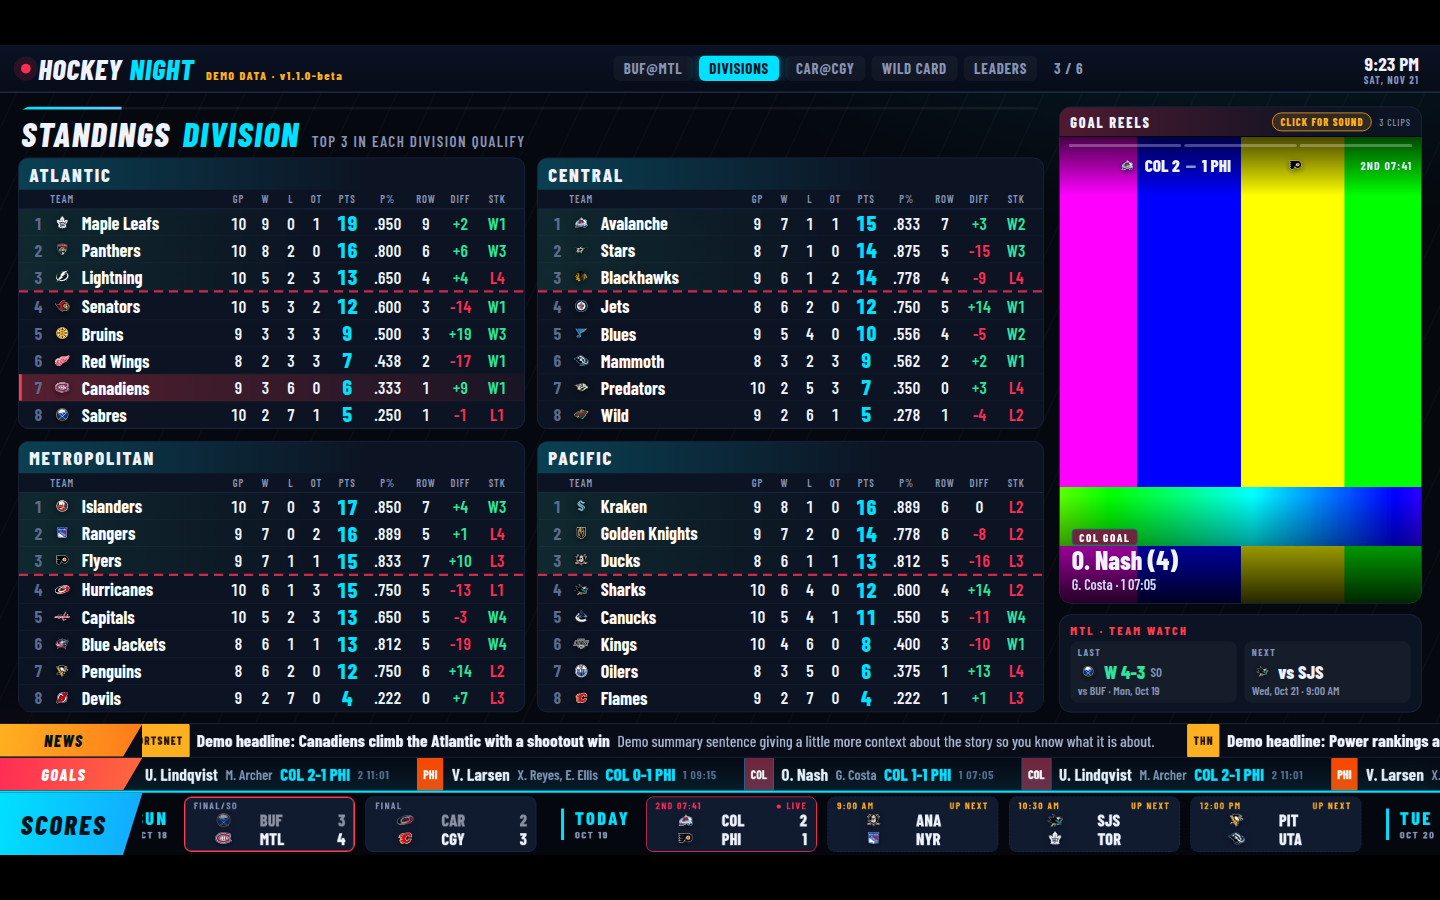 HOCKEY NIGHT DEMO DATA · v1.1.0-beta
BUF@MTL DIVISIONS CAR@CGY WILD CARD LEADERS 3 / 6
9:23 PM
SAT, NOV 21
STANDINGS DIVISION TOP 3 IN EACH DIVISION QUALIFY
ATLANTIC
TEAM GP W L OT PTS P% ROW DIFF STK
1 Maple Leafs 10 9 0 1 19 .950 9 +2 W1
2 Panthers 10 8 2 0 16 .800 6 +6 W3
3 Lightning 10 5 2 3 13 .650 4 +4 L4
4 Senators 10 5 3 2 12 .600 3 -14 W1
5 Bruins 9 3 3 3 9 .500 3 +19 W3
6 Red Wings 8 2 3 3 7 .438 2 -17 W1
7 Canadiens 9 3 6 0 6 .333 1 +9 W1
8 Sabres 10 2 7 1 5 .250 1 -1 L1
CENTRAL
TEAM GP W L OT PTS P% ROW DIFF STK
1 Avalanche 9 7 1 1 15 .833 7 +3 W2
2 Stars 8 7 1 0 14 .875 5 -15 W3
3 Blackhawks 9 6 1 2 14 .778 4 -9 L4
4 Jets 8 6 2 0 12 .750 5 +14 W1
5 Blues 9 5 4 0 10 .556 4 -5 W2
6 Mammoth 8 3 2 3 9 .562 2 +2 W1
7 Predators 10 2 5 3 7 .350 0 +3 L4
8 Wild 9 2 6 1 5 .278 1 -4 L2
METROPOLITAN
TEAM GP W L OT PTS P% ROW DIFF STK
1 Islanders 10 7 0 3 17 .850 7 +4 W3
2 Rangers 9 7 0 2 16 .889 5 +1 L4
3 Flyers 9 7 1 1 15 .833 7 +10 L3
4 Hurricanes 10 6 1 3 15 .750 5 -13 L1
5 Capitals 10 5 2 3 13 .650 5 -3 W4
6 Blue Jackets 8 6 1 1 13 .812 5 -19 W4
7 Penguins 8 6 2 0 12 .750 6 +14 L2
8 Devils 9 2 7 0 4 .222 0 +7 L3
PACIFIC
TEAM GP W L OT PTS P% ROW DIFF STK
1 Kraken 9 8 1 0 16 .889 6 0 L2
2 Golden Knights 9 7 2 0 14 .778 6 -8 L2
3 Ducks 8 6 1 1 13 .812 5 -16 L3
4 Sharks 10 6 4 0 12 .600 4 +14 L2
5 Canucks 10 5 4 1 11 .550 5 -11 W4
6 Kings 10 4 6 0 8 .400 3 -10 W1
7 Oilers 8 3 5 0 6 .375 1 +13 L4
8 Flames 9 2 7 0 4 .222 1 +1 L3
GOAL REELS CLICK FOR SOUND 3 CLIPS
COL 2 – 1 PHI 2ND 07:41
COL GOAL
O. Nash (4)
G. Costa · 1 07:05
MTL · TEAM WATCH
LAST
W 4-3 SO
vs BUF · Mon, Oct 19
NEXT
vs SJS
Wed, Oct 21 · 9:00 AM
NEWS RTSNET Demo headline: Canadiens climb the Atlantic with a shootout win Demo summary sentence giving a little more context about the story so you know what it is about. THN Demo headline: Power rankings a
GOALS U. Lindqvist M. Archer COL 2-1 PHI 2 11:01 PHI V. Larsen X. Reyes, E. Ellis COL 0-1 PHI 1 09:15 COL O. Nash G. Costa COL 1-1 PHI 1 07:05 COL U. Lindqvist M. Archer COL 2-1 PHI 2 11:01 PHI V. Larsen X.
SCORES
UN
CT 18
FINAL/SO
BUF 3
MTL 4
FINAL
CAR 2
CGY 3
TODAY
OCT 19
2ND 07:41 LIVE
COL 2
PHI 1
9:00 AM UP NEXT
ANA
NYR
10:30 AM UP NEXT
SJS
TOR
12:00 PM UP NEXT
PIT
UTA
TUE
OCT 20